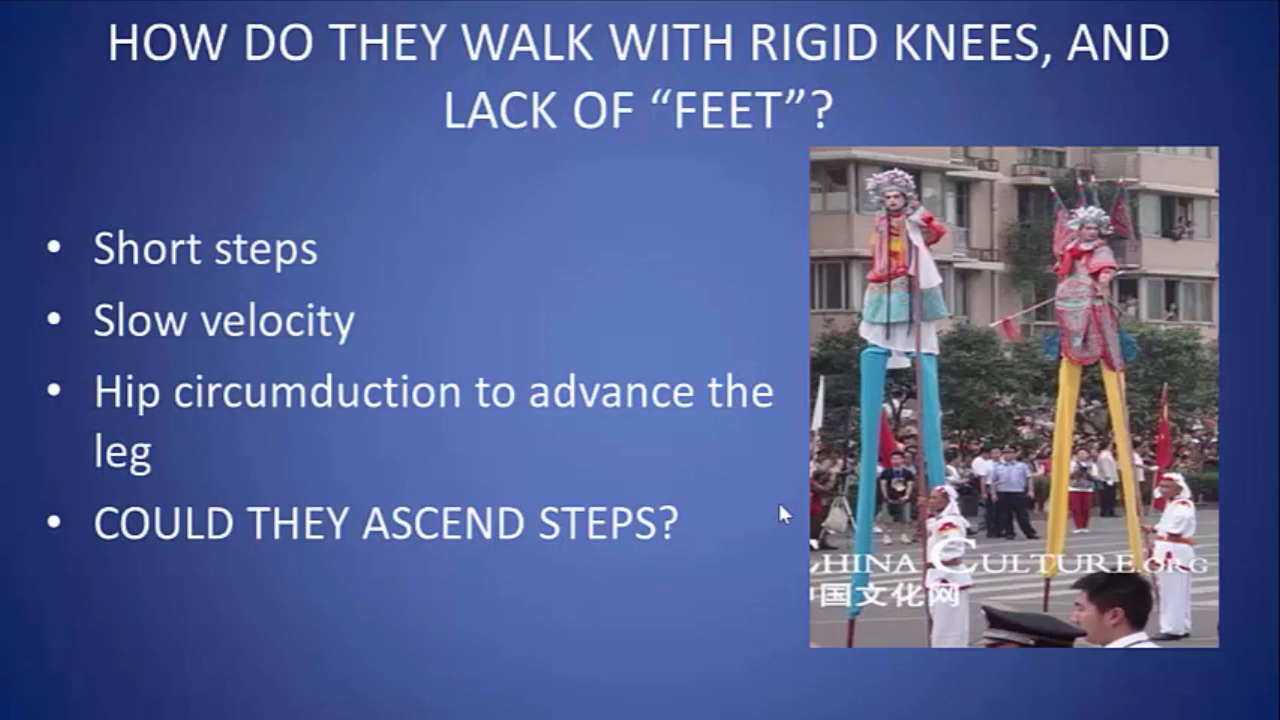 HOW DO THEY WALK WITH RIGID KNEES, AND
LACK OF “FEET”?
• Short steps
• Slow velocity
• Hip circumduction to advance the
leg
• COULD THEY ASCEND STEPS?
CHINA CULTURE.ORG
中国文化网